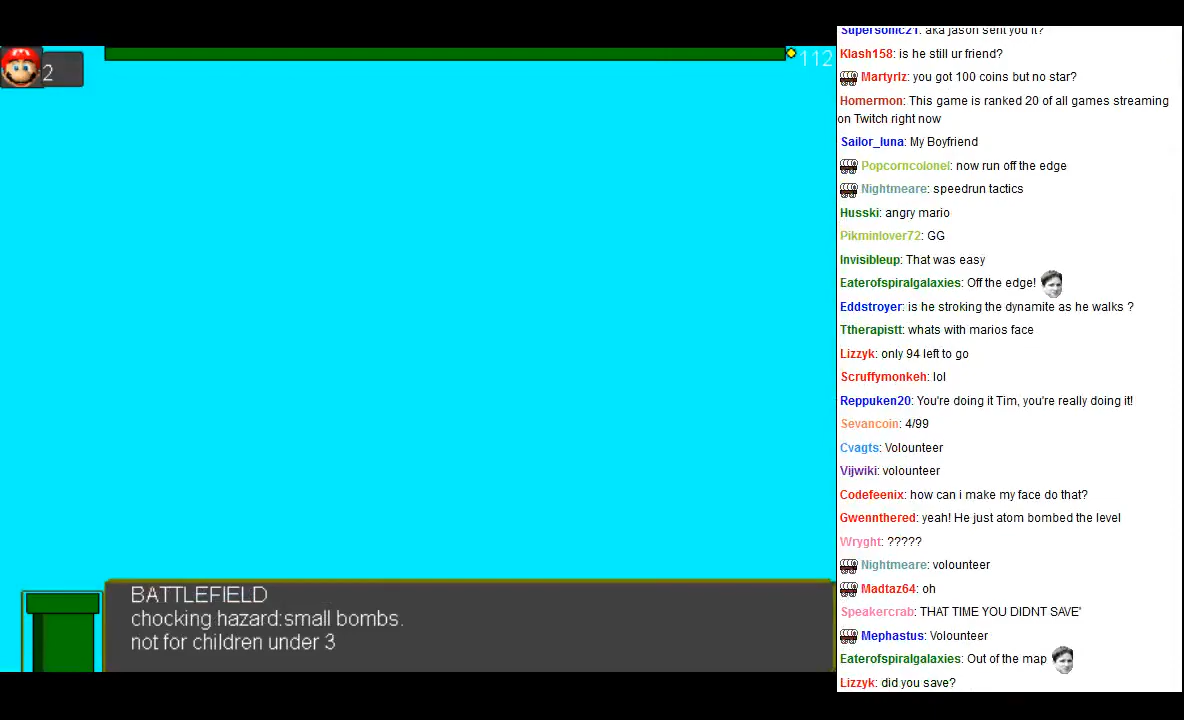 2
112
BATTLEFIELD
chocking hazard:small bombs.
not for children under 3
Supersonic21: aka jason sent you it?
Klash158: is he still ur friend?
Martyriz: you got 100 coins but no star?
Homermon: This game is ranked 20 of all games streaming
on Twitch right now
Sailor_luna: My Boyfriend
Popcorncolonel: now run off the edge
Nightmeare: speedrun tactics
Husski: angry mario
Pikminlover72: GG
Invisibleup: That was easy
Eaterofspiralgalaxies: Off the edge!
Eddstroyer: is he stroking the dynamite as he walks ?
Ttherapistt: whats with marios face
Lizzyk: only 94 left to go
Scruffymonkeh: lol
Reppuken20: You're doing it Tim, you're really doing it!
Sevancoin: 4/99
Cvagts: Volounteer
Vijwiki: volounteer
Codefeenix: how can i make my face do that?
Gwennthered: yeah! He just atom bombed the level
Wryght: ?????
Nightmeare: volounteer
Madtaz64: oh
Speakercrab: THAT TIME YOU DIDNT SAVE'
Mephastus: Volounteer
Eaterofspiralgalaxies: Out of the map
Lizzyk: did you save?